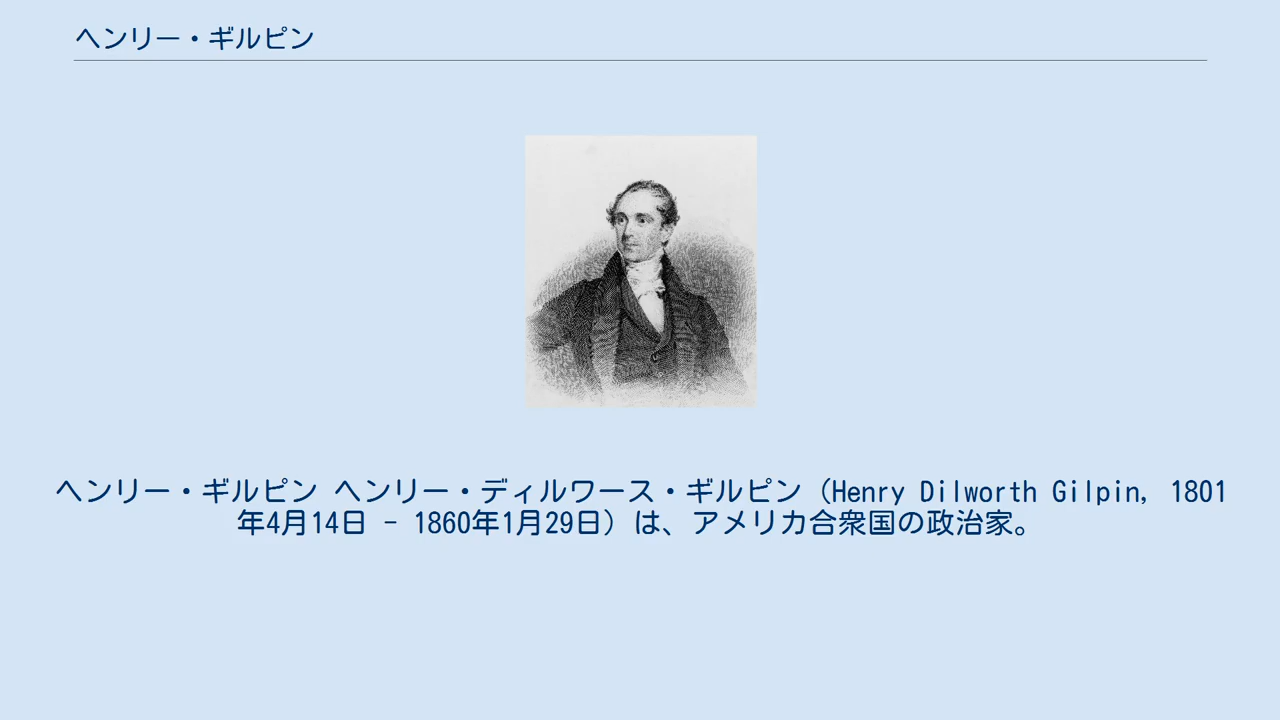 ヘンリー・ギルピン
ヘンリー・ギルピン ヘンリー・ディルワース・ギルピン（Henry Dilworth Gilpin, 1801
年4月14日 - 1860年1月29日）は、アメリカ合衆国の政治家。